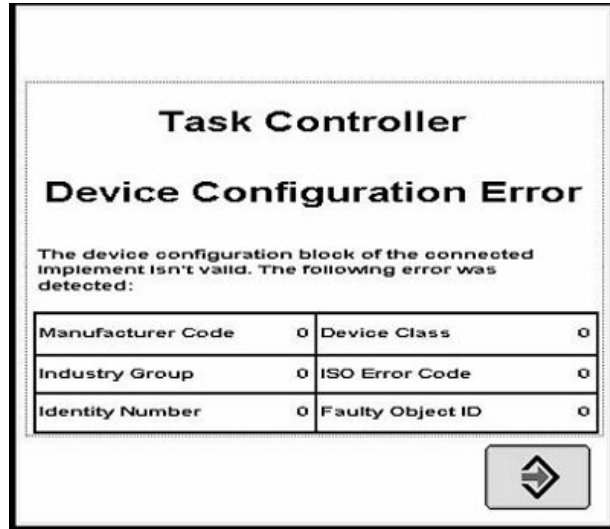 Task Controller
Device Configuration Error
The device configuration block of the connected
implement isn't valid. The following error was
detected:
Manufacturer Code 0 Device Class 0
Industry Group 0 ISO Error Code 0
Identity Number 0 Faulty Object ID 0